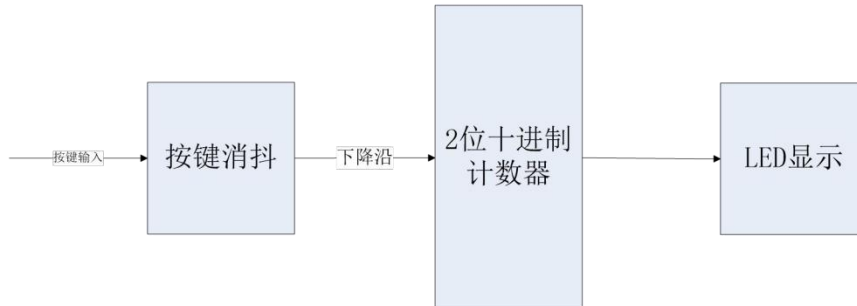 按键输入
按键消抖
下降沿
2位十进制
计数器
LED显示